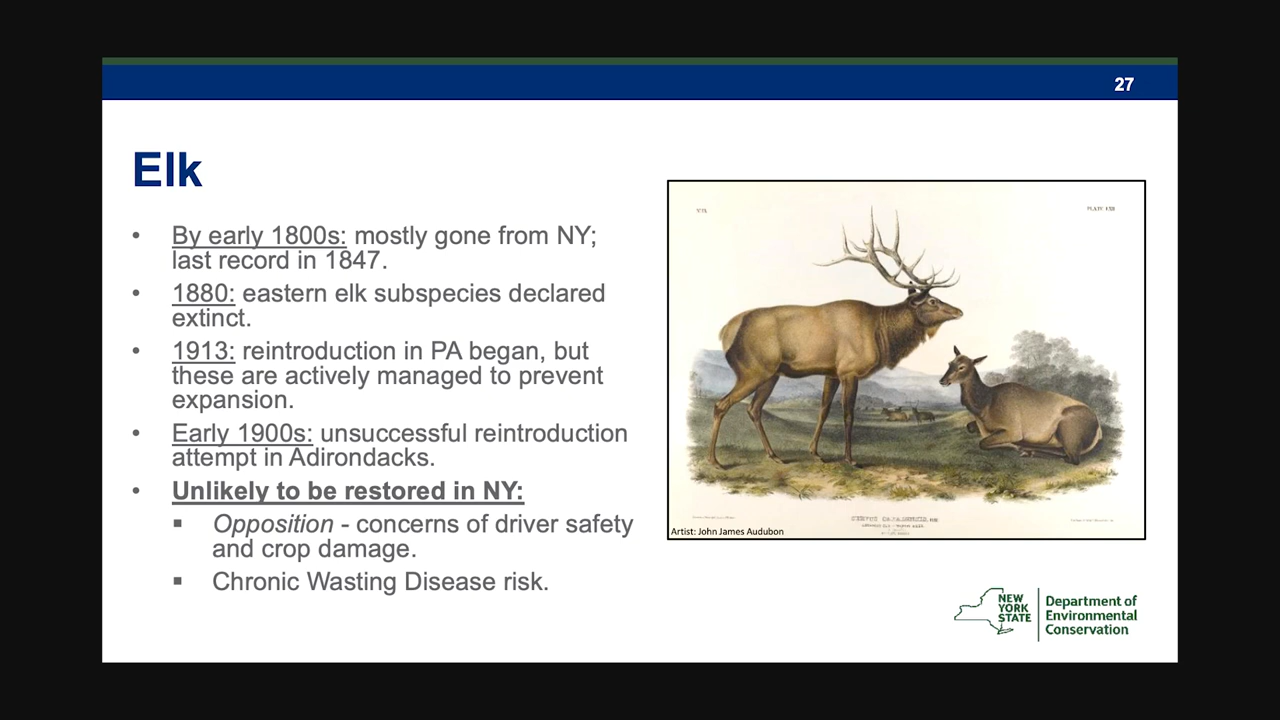 27
Elk
• By early 1800s: mostly gone from NY;
last record in 1847.
• 1880: eastern elk subspecies declared
extinct.
• 1913: reintroduction in PA began, but
these are actively managed to prevent
expansion.
• Early 1900s: unsuccessful reintroduction
attempt in Adirondacks.
• Unlikely to be restored in NY:
▪ Opposition - concerns of driver safety
and crop damage.
▪ Chronic Wasting Disease risk.
Artist: John James Audubon
NEW
YORK
STATE
Department of
Environmental
Conservation